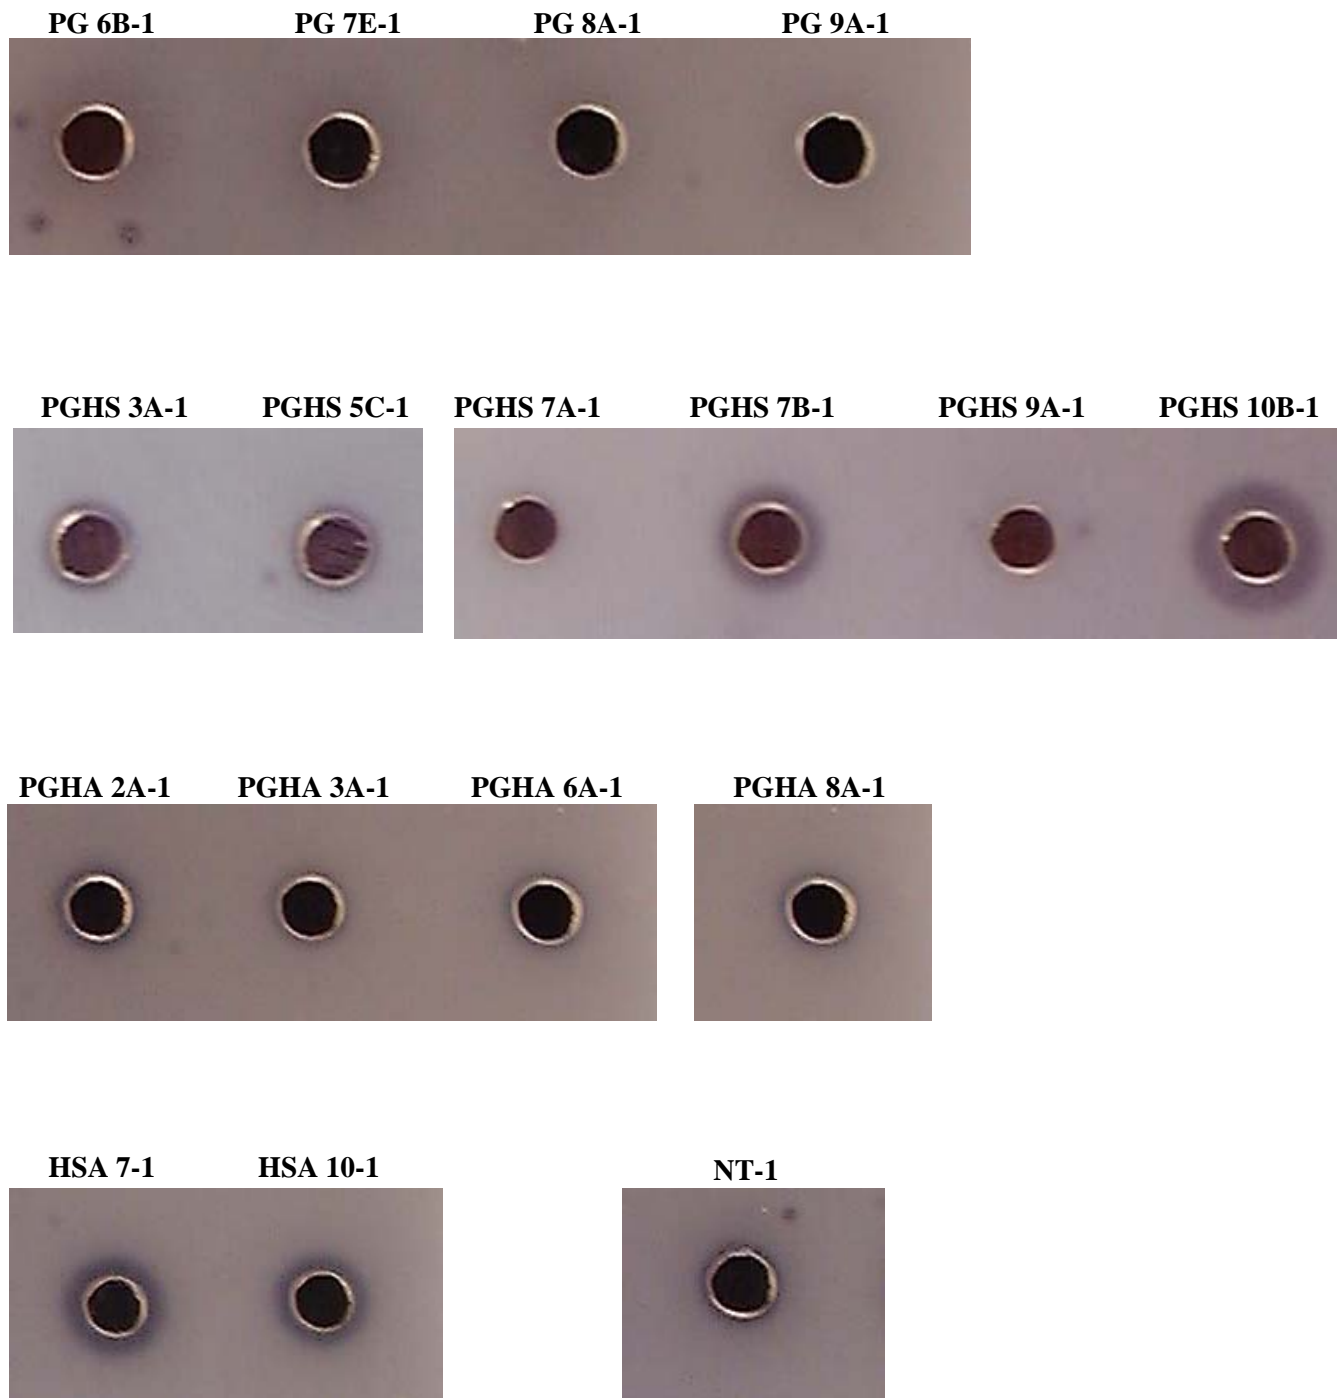 PG 6B-1 PG 7E-1 PG 8A-1 PG 9A-1
PGHS 3A-1 PGHS 5C-1 PGHS 7A-1 PGHS 7B-1 PGHS 9A-1 PGHS 10B-1
PGHA 2A-1 PGHA 3A-1 PGHA 6A-1 PGHA 8A-1
HSA 7-1 HSA 10-1 NT-1